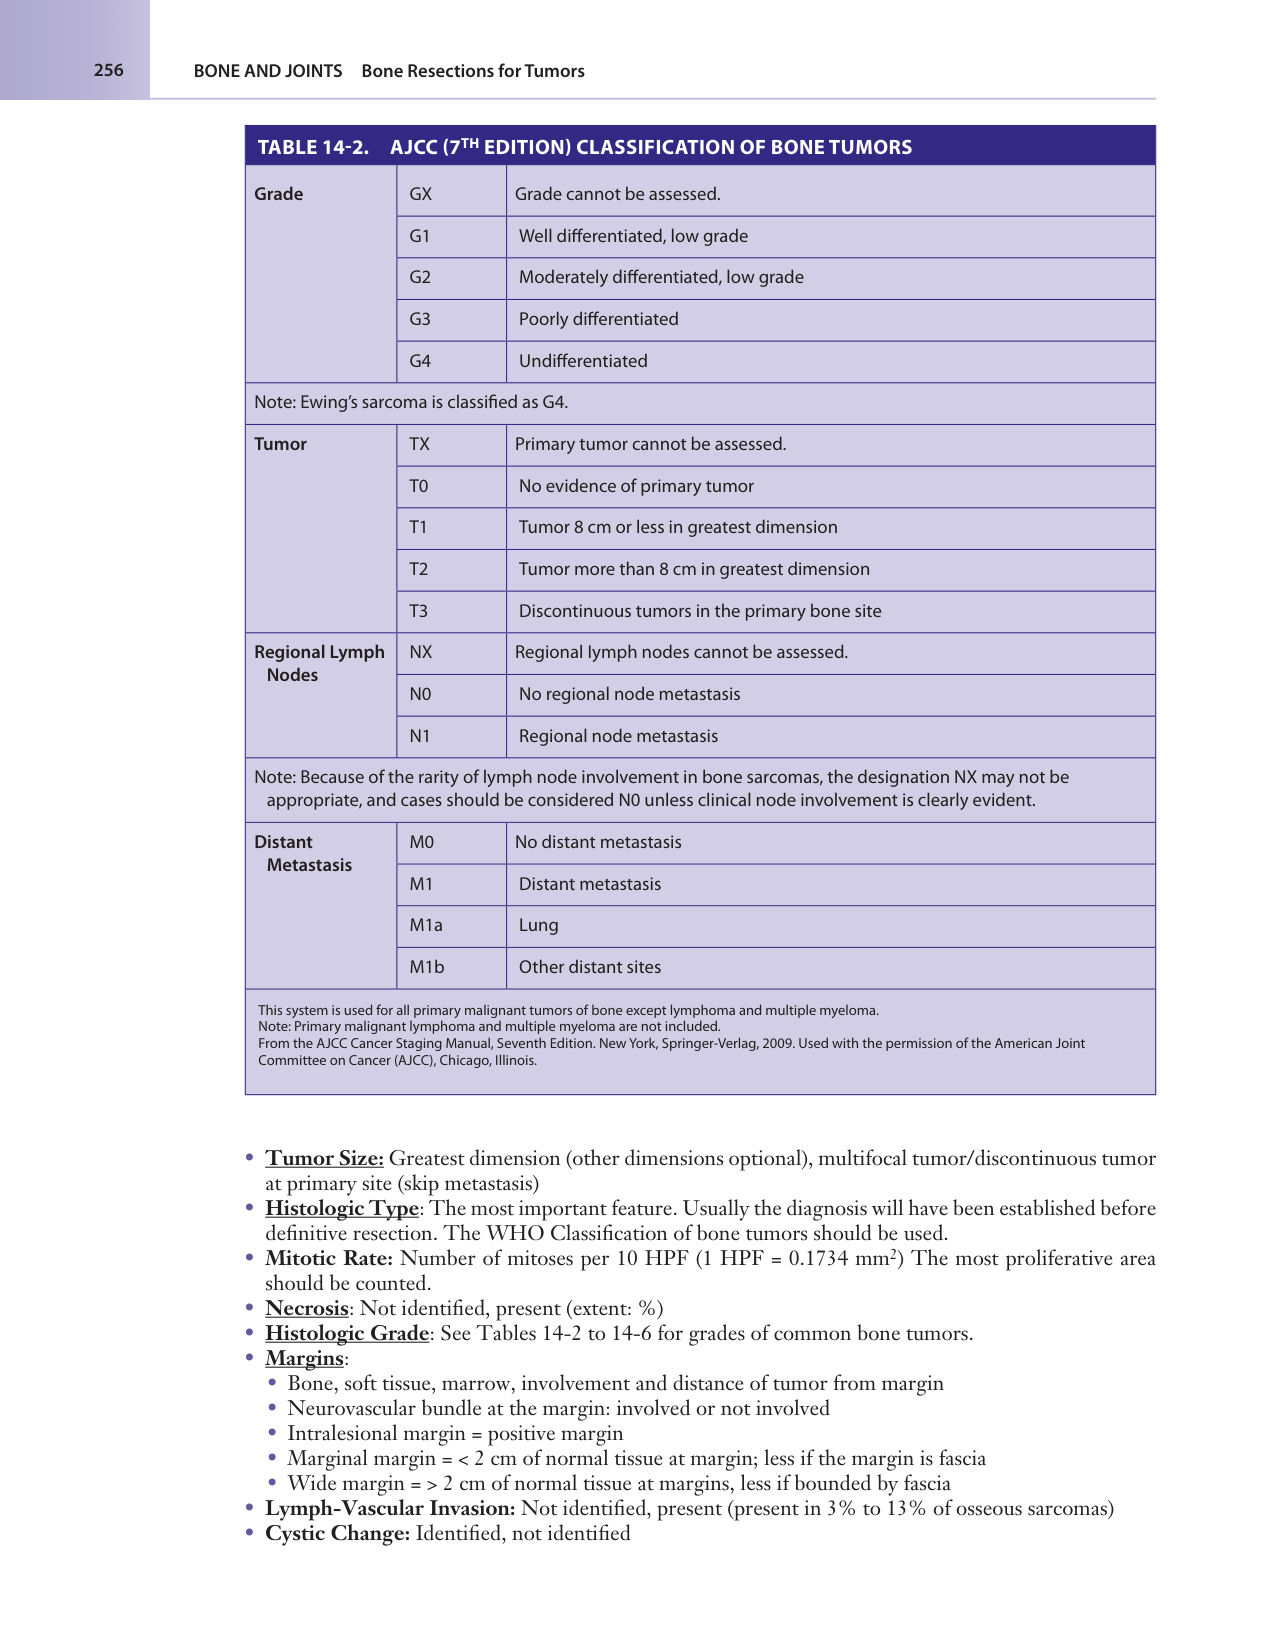 256 BONE AND JOINTS Bone Resections for Tumors
TABLE 14-2. AJCC (7TH EDITION) CLASSIFICATION OF BONE TUMORS
Grade GX Grade cannot be assessed.
G1 Well differentiated, low grade
G2 Moderately differentiated, low grade
G3 Poorly differentiated
G4 Undifferentiated
Note: Ewing’s sarcoma is classified as G4.
Tumor TX Primary tumor cannot be assessed.
T0 No evidence of primary tumor
T1 Tumor 8 cm or less in greatest dimension
T2 Tumor more than 8 cm in greatest dimension
T3 Discontinuous tumors in the primary bone site
Regional Lymph NX Regional lymph nodes cannot be assessed.
Nodes
N0 No regional node metastasis
N1 Regional node metastasis
Note: Because of the rarity of lymph node involvement in bone sarcomas, the designation NX may not be
appropriate, and cases should be considered N0 unless clinical node involvement is clearly evident.
Distant M0 No distant metastasis
Metastasis
M1 Distant metastasis
M1a Lung
M1b Other distant sites
This system is used for all primary malignant tumors of bone except lymphoma and multiple myeloma.
Note: Primary malignant lymphoma and multiple myeloma are not included.
From the AJCC Cancer Staging Manual, Seventh Edition. New York, Springer-Verlag, 2009. Used with the permission of the American Joint
Committee on Cancer (AJCC), Chicago, Illinois.
• Tumor Size: Greatest dimension (other dimensions optional), multifocal tumor/discontinuous tumor
at primary site (skip metastasis)
• Histologic Type: The most important feature. Usually the diagnosis will have been established before
definitive resection. The WHO Classification of bone tumors should be used.
• Mitotic Rate: Number of mitoses per 10 HPF (1 HPF = 0.1734 mm²) The most proliferative area
should be counted.
• Necrosis: Not identified, present (extent: %)
• Histologic Grade: See Tables 14-2 to 14-6 for grades of common bone tumors.
• Margins:
• Bone, soft tissue, marrow, involvement and distance of tumor from margin
• Neurovascular bundle at the margin: involved or not involved
• Intralesional margin = positive margin
• Marginal margin = < 2 cm of normal tissue at margin; less if the margin is fascia
• Wide margin = > 2 cm of normal tissue at margins, less if bounded by fascia
• Lymph-Vascular Invasion: Not identified, present (present in 3% to 13% of osseous sarcomas)
• Cystic Change: Identified, not identified